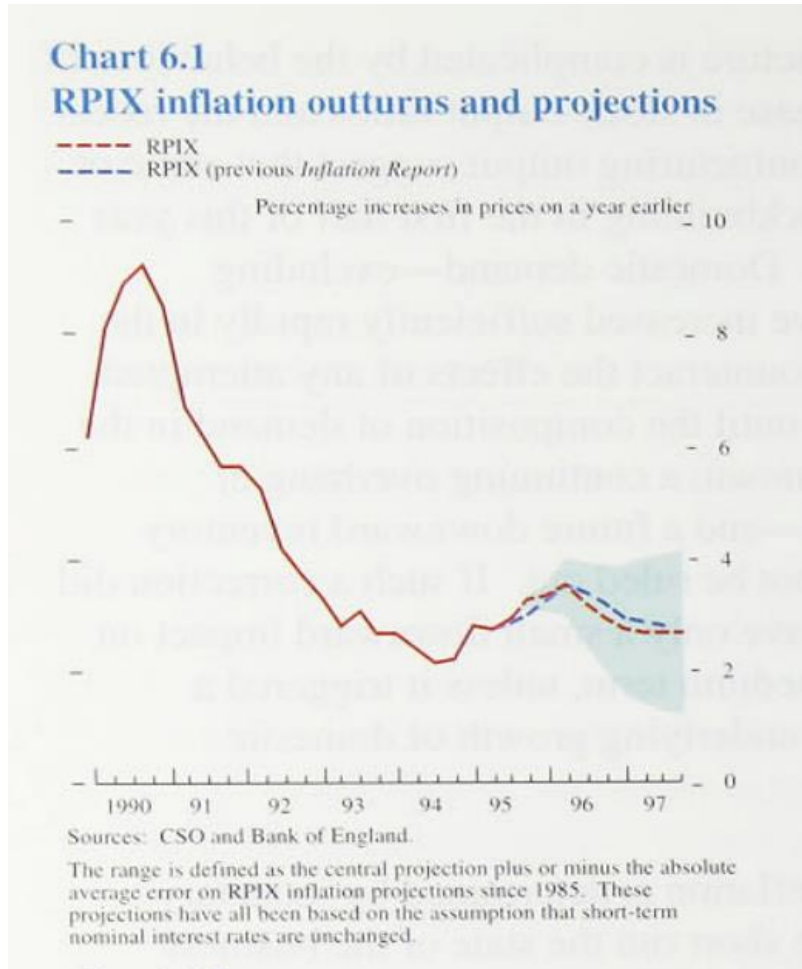 Chart 6.1
RPIX inflation outturns and projections
RPIX
RPIX (previous Inflation Report)
Percentage increases in prices on a year earlier
10
8
6
4
2
0
1990 91 92 93 94 95 96 97
Sources: CSO and Bank of England.
The range is defined as the central projection plus or minus the absolute
average error on RPIX inflation projections since 1985. These
projections have all been based on the assumption that short-term
nominal interest rates are unchanged.